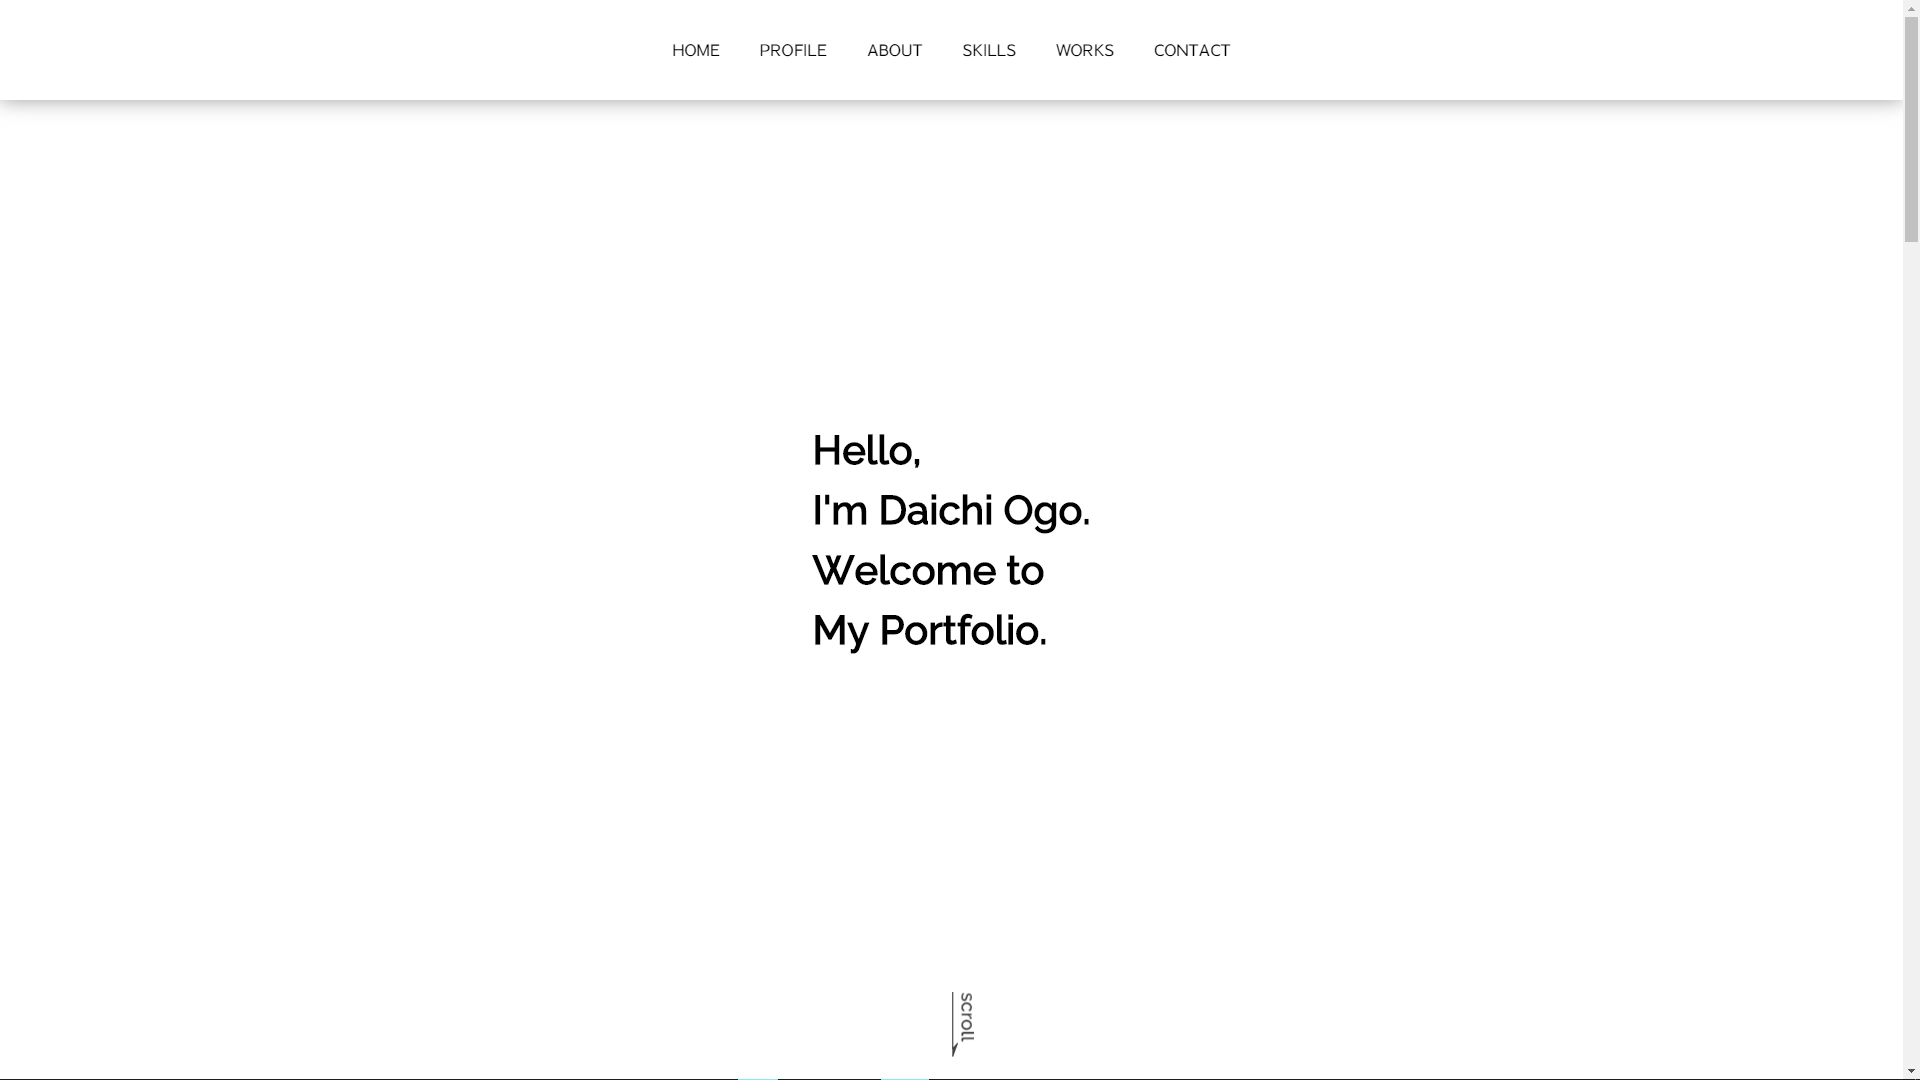 HOME PROFILE ABOUT SKILLS WORKS CONTACT
Hello,
I'm Daichi Ogo.
Welcome to
My Portfolio.
scroll